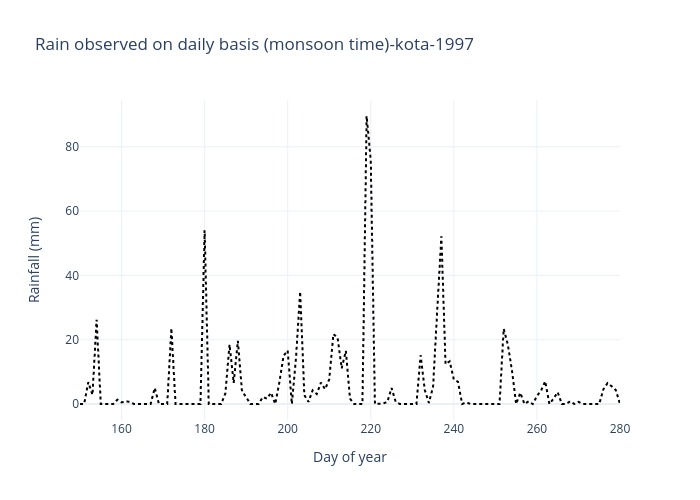 Rain observed on daily basis (monsoon time)-kota-1997
80
60
40
20
0
Rainfall (mm)
160 180 200 220 240 260 280
Day of year